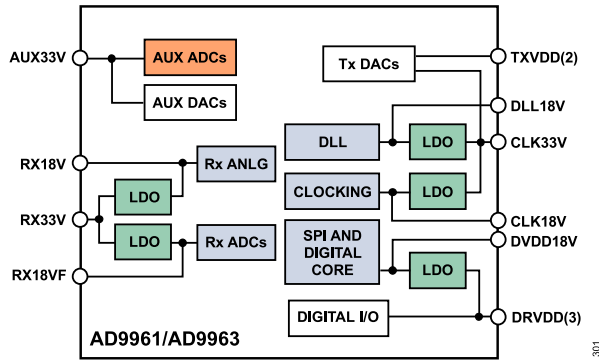 AUX33V
AUX ADCs
AUX DACs
Tx DACs
TXVDD(2)
DLL18V
DLL
LDO
CLK33V
RX18V
Rx ANLG
CLOCKING
LDO
LDO
RX33V
CLK18V
LDO
Rx ADCs
SPI AND
DIGITAL
CORE
DVDD18V
LDO
RX18VF
DIGITAL I/O
DRVDD(3)
AD9961/AD9963
301